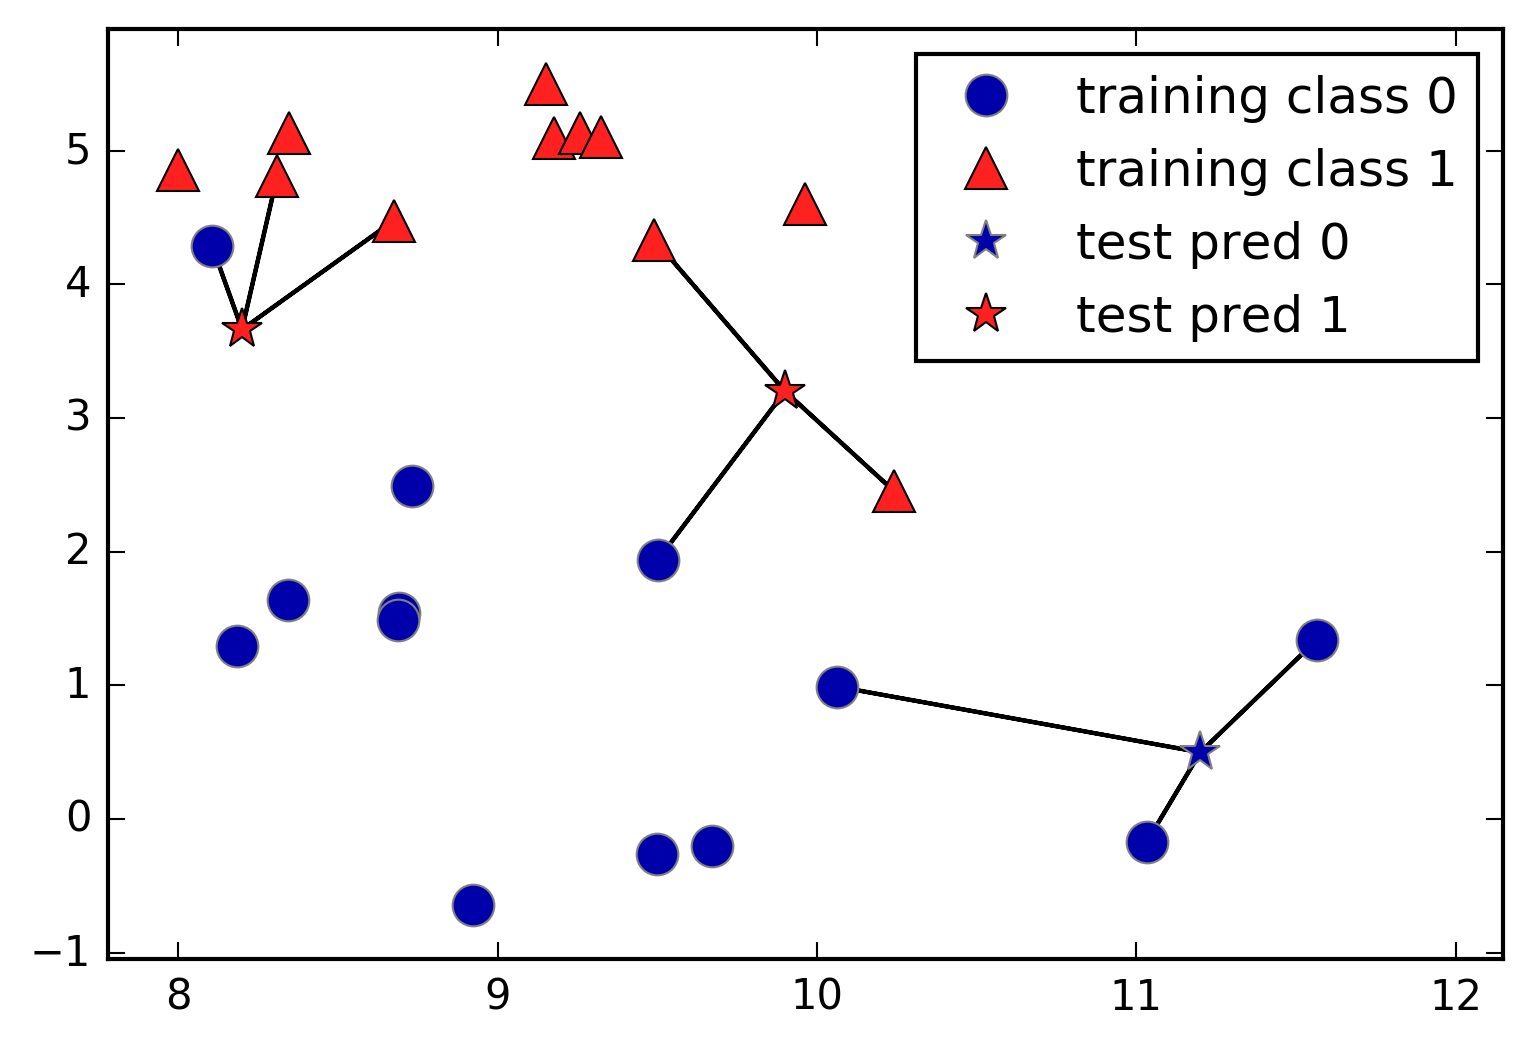 training class 0
training class 1
test pred 0
test pred 1
5
4
3
2
1
0
−1
8 9 10 11 12